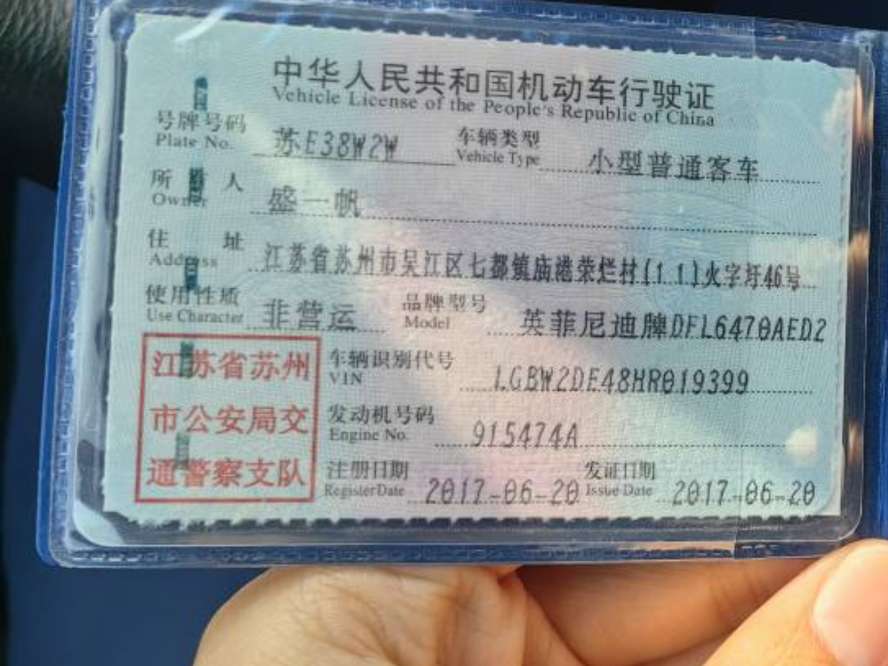 中华人民共和国机动车行驶证
Vehicle License of the People's Republic of China
号牌号码 苏E38W2W 车辆类型 小型普通客车
Plate No. Vehicle Type
所有人 盛一帆
Owner
住址 江苏省苏州市吴江区七都镇庙港荣烂村(11)火字圩46号
Address
使用性质 非营运 品牌型号 英菲尼迪牌DFL6470AED2
Use Character Model
江苏省苏州 车辆识别代号 LGBW2DE48HR019399
VIN
市公安局交 发动机号码 915474A
Engine No.
通警察支队 注册日期 2017-06-20 发证日期 2017-06-20
Register Date Issue Date